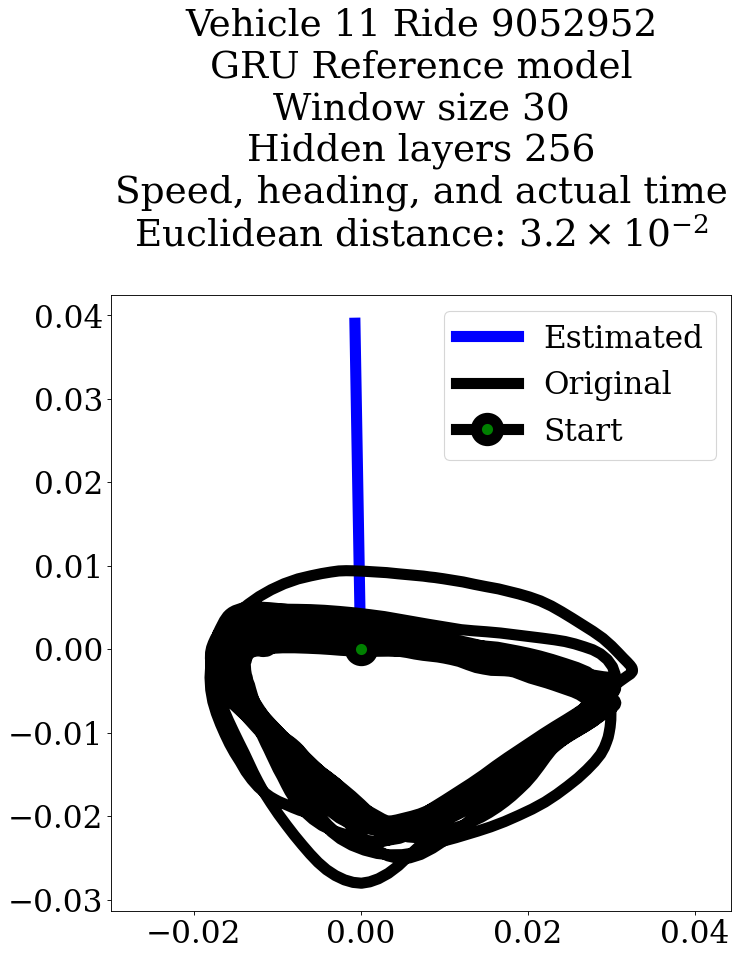 Vehicle 11 Ride 9052952
GRU Reference model
Window size 30
Hidden layers 256
Speed, heading, and actual time
Euclidean distance: 3.2 × 10⁻²
Estimated
Original
Start
0.04
0.03
0.02
0.01
0.00
−0.01
−0.02
−0.03
−0.02 0.00 0.02 0.04